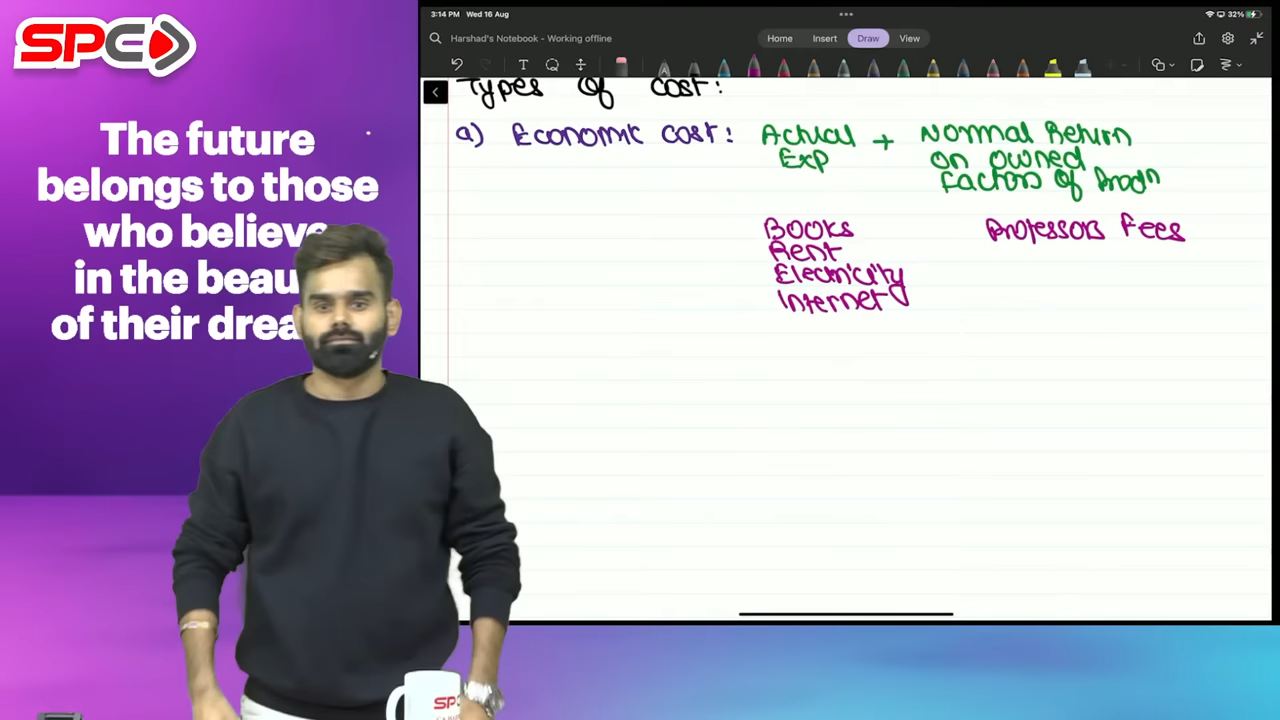 SPC
The future
belongs to those
who believe
in the beau
of their drea
3:14 PM Wed 16 Aug
32%
Harshad's Notebook - Working offline
Home Insert Draw View
Types of cost:
a) Economic cost: Actual + Normal Return
Exp on owned
factors of Prodn
Books Professors Fees
Rent
Electricity
Internet
SPC